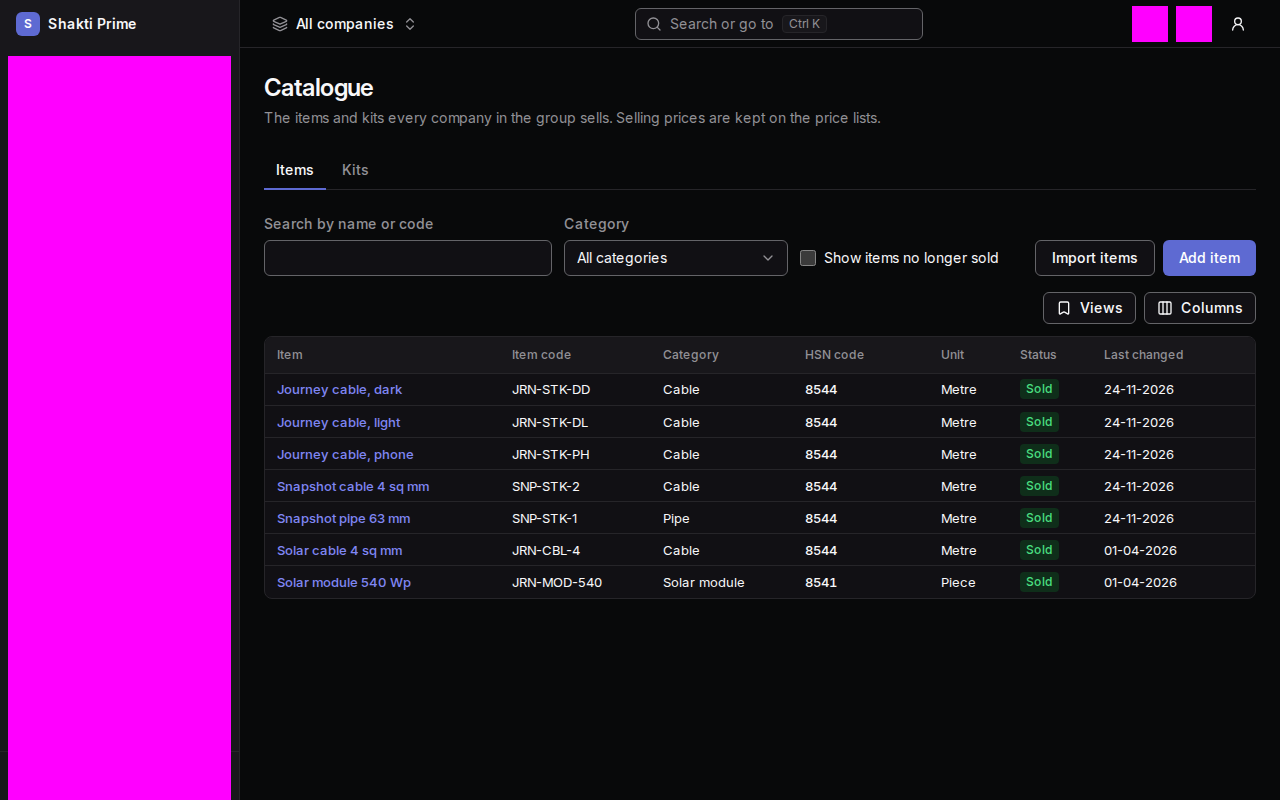 S Shakti Prime
All companies
Search or go to Ctrl K
Catalogue
The items and kits every company in the group sells. Selling prices are kept on the price lists.
Items Kits
Search by name or code Category
All categories Show items no longer sold Import items Add item
Views Columns
Item Item code Category HSN code Unit Status Last changed
Journey cable, dark JRN-STK-DD Cable 8544 Metre Sold 24-11-2026
Journey cable, light JRN-STK-DL Cable 8544 Metre Sold 24-11-2026
Journey cable, phone JRN-STK-PH Cable 8544 Metre Sold 24-11-2026
Snapshot cable 4 sq mm SNP-STK-2 Cable 8544 Metre Sold 24-11-2026
Snapshot pipe 63 mm SNP-STK-1 Pipe 8544 Metre Sold 24-11-2026
Solar cable 4 sq mm JRN-CBL-4 Cable 8544 Metre Sold 01-04-2026
Solar module 540 Wp JRN-MOD-540 Solar module 8541 Piece Sold 01-04-2026